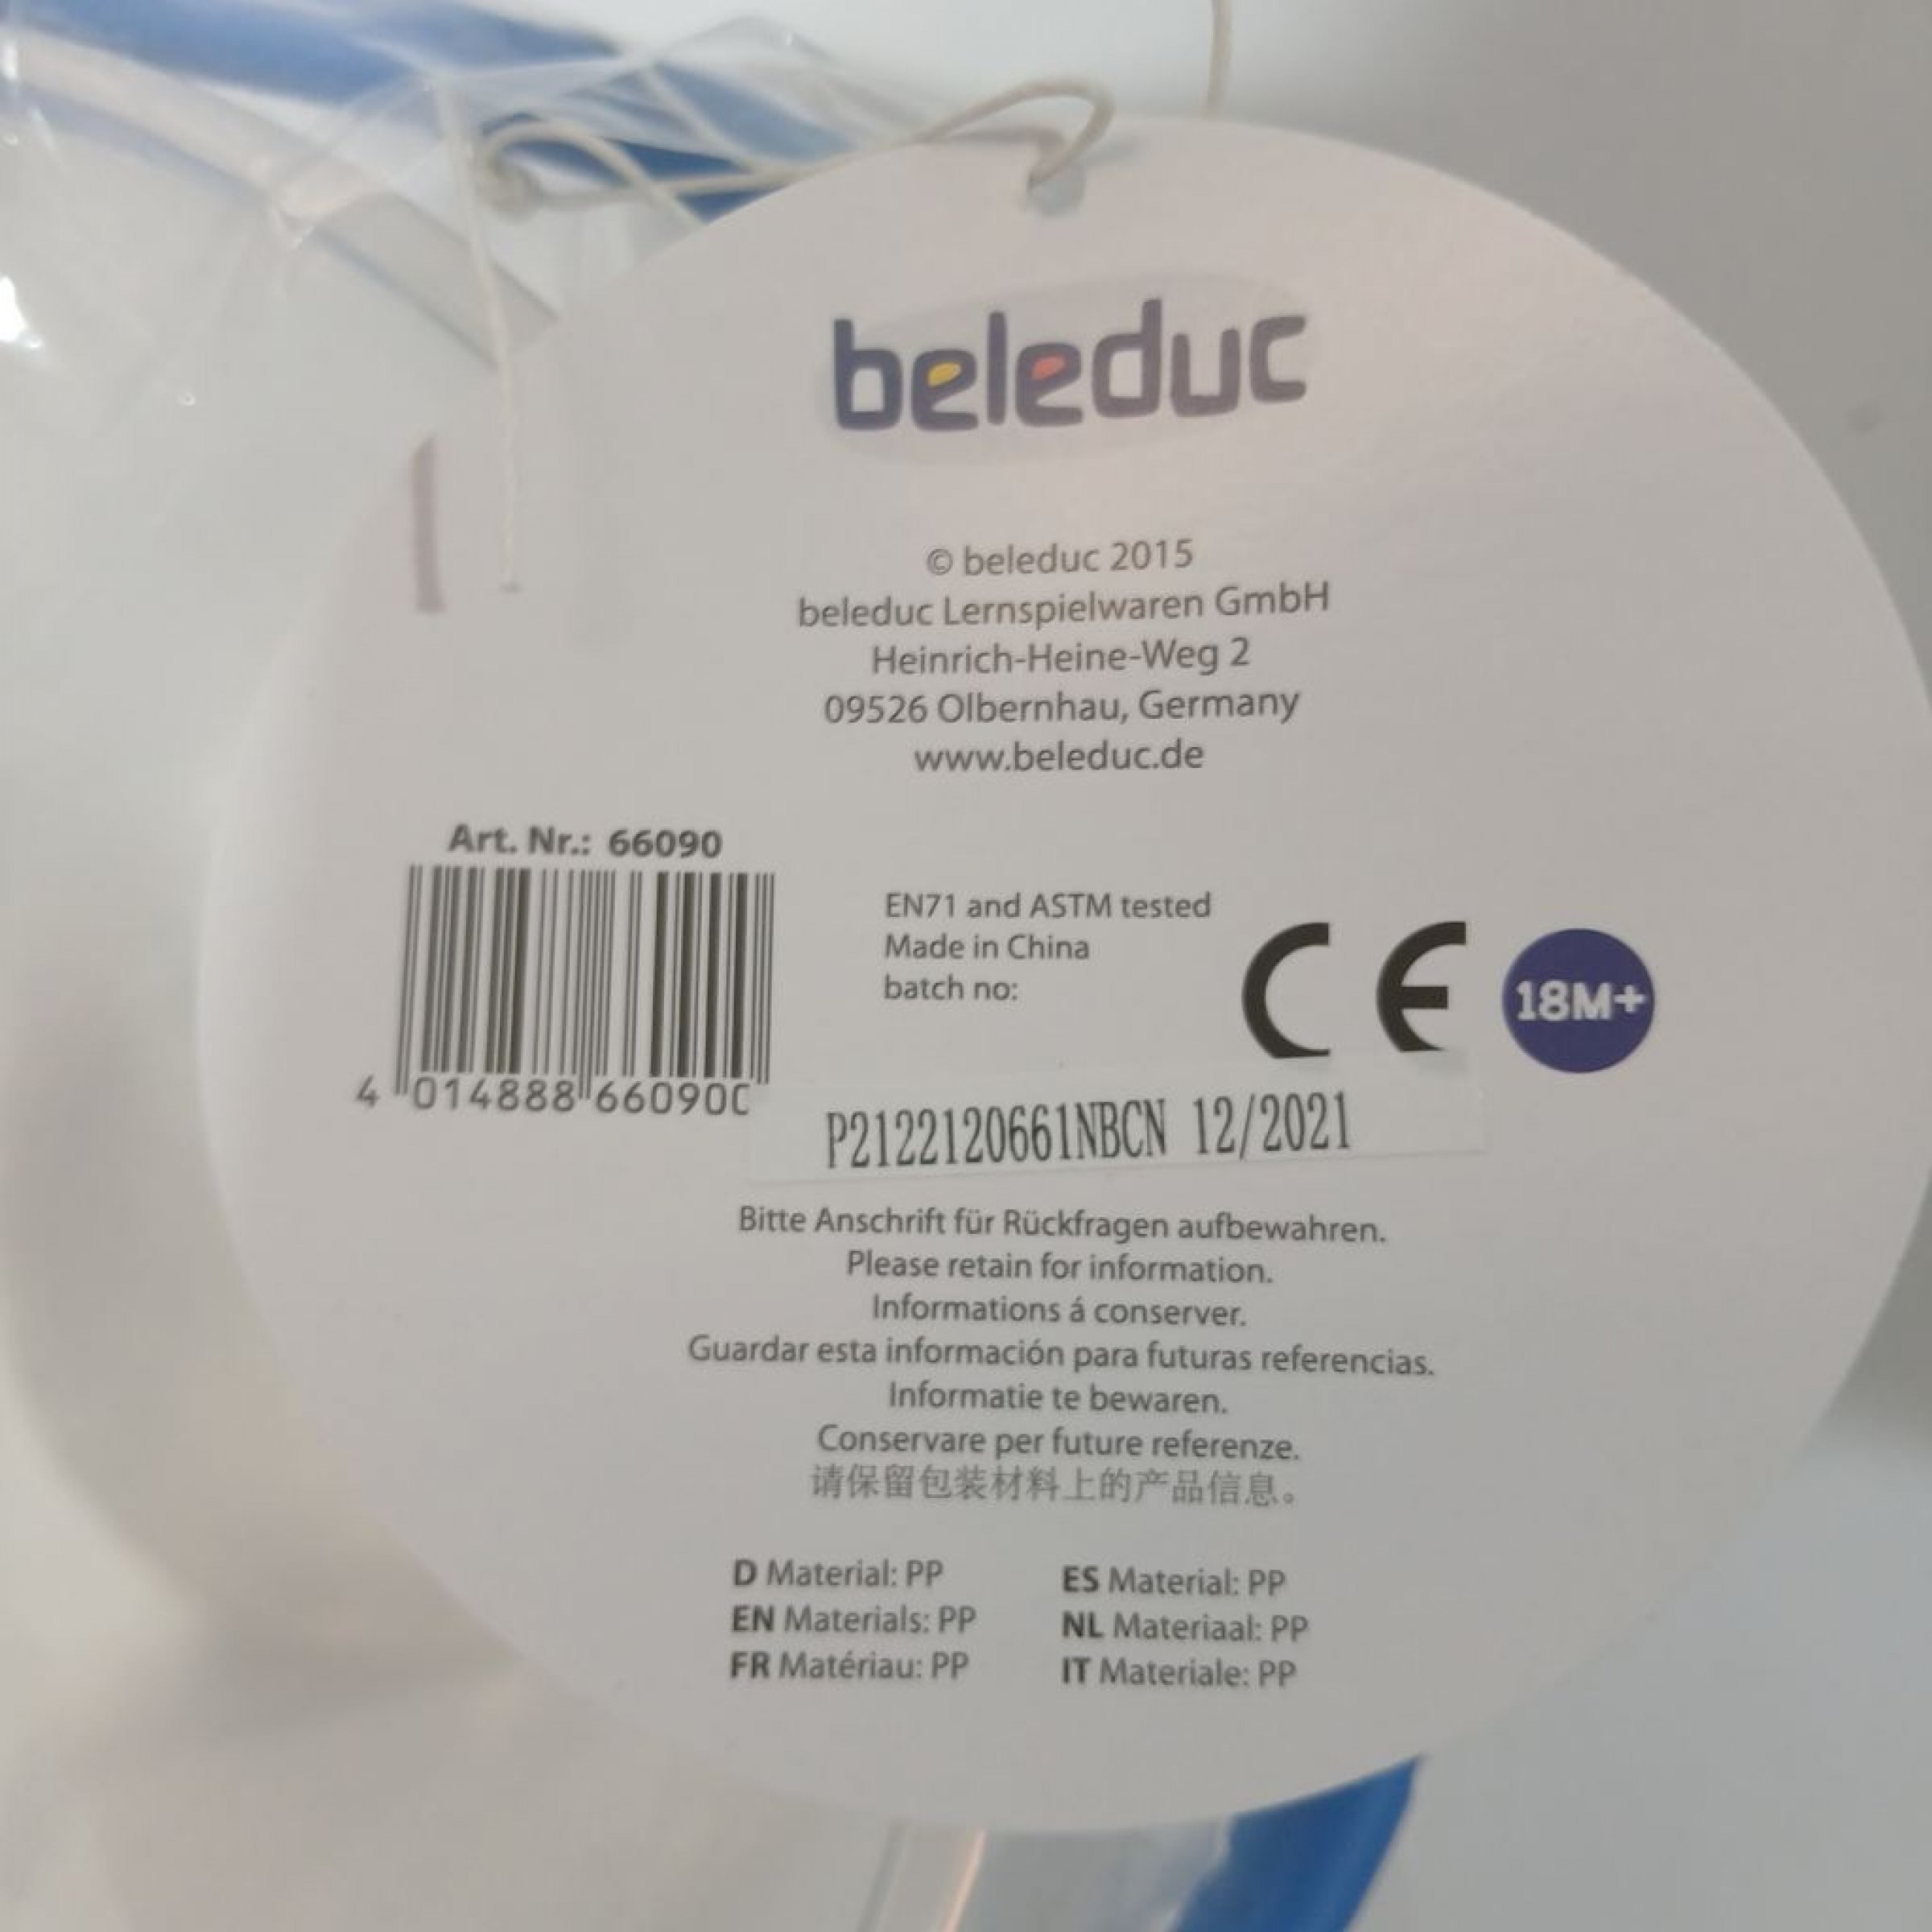 beleduc
© beleduc 2015
beleduc Lernspielwaren GmbH
Heinrich-Heine-Weg 2
09526 Olbernhau, Germany
www.beleduc.de
Art. Nr.: 66090
4 014888 660900
EN71 and ASTM tested
Made in China
batch no:
CE
18M+
P2122120661NBCN 12/2021
Bitte Anschrift für Rückfragen aufbewahren.
Please retain for information.
Informations á conserver.
Guardar esta información para futuras referencias.
Informatie te bewaren.
Conservare per future referenze.
请保留包装材料上的产品信息。
D Material: PP
EN Materials: PP
FR Matériau: PP
ES Material: PP
NL Materiaal: PP
IT Materiale: PP